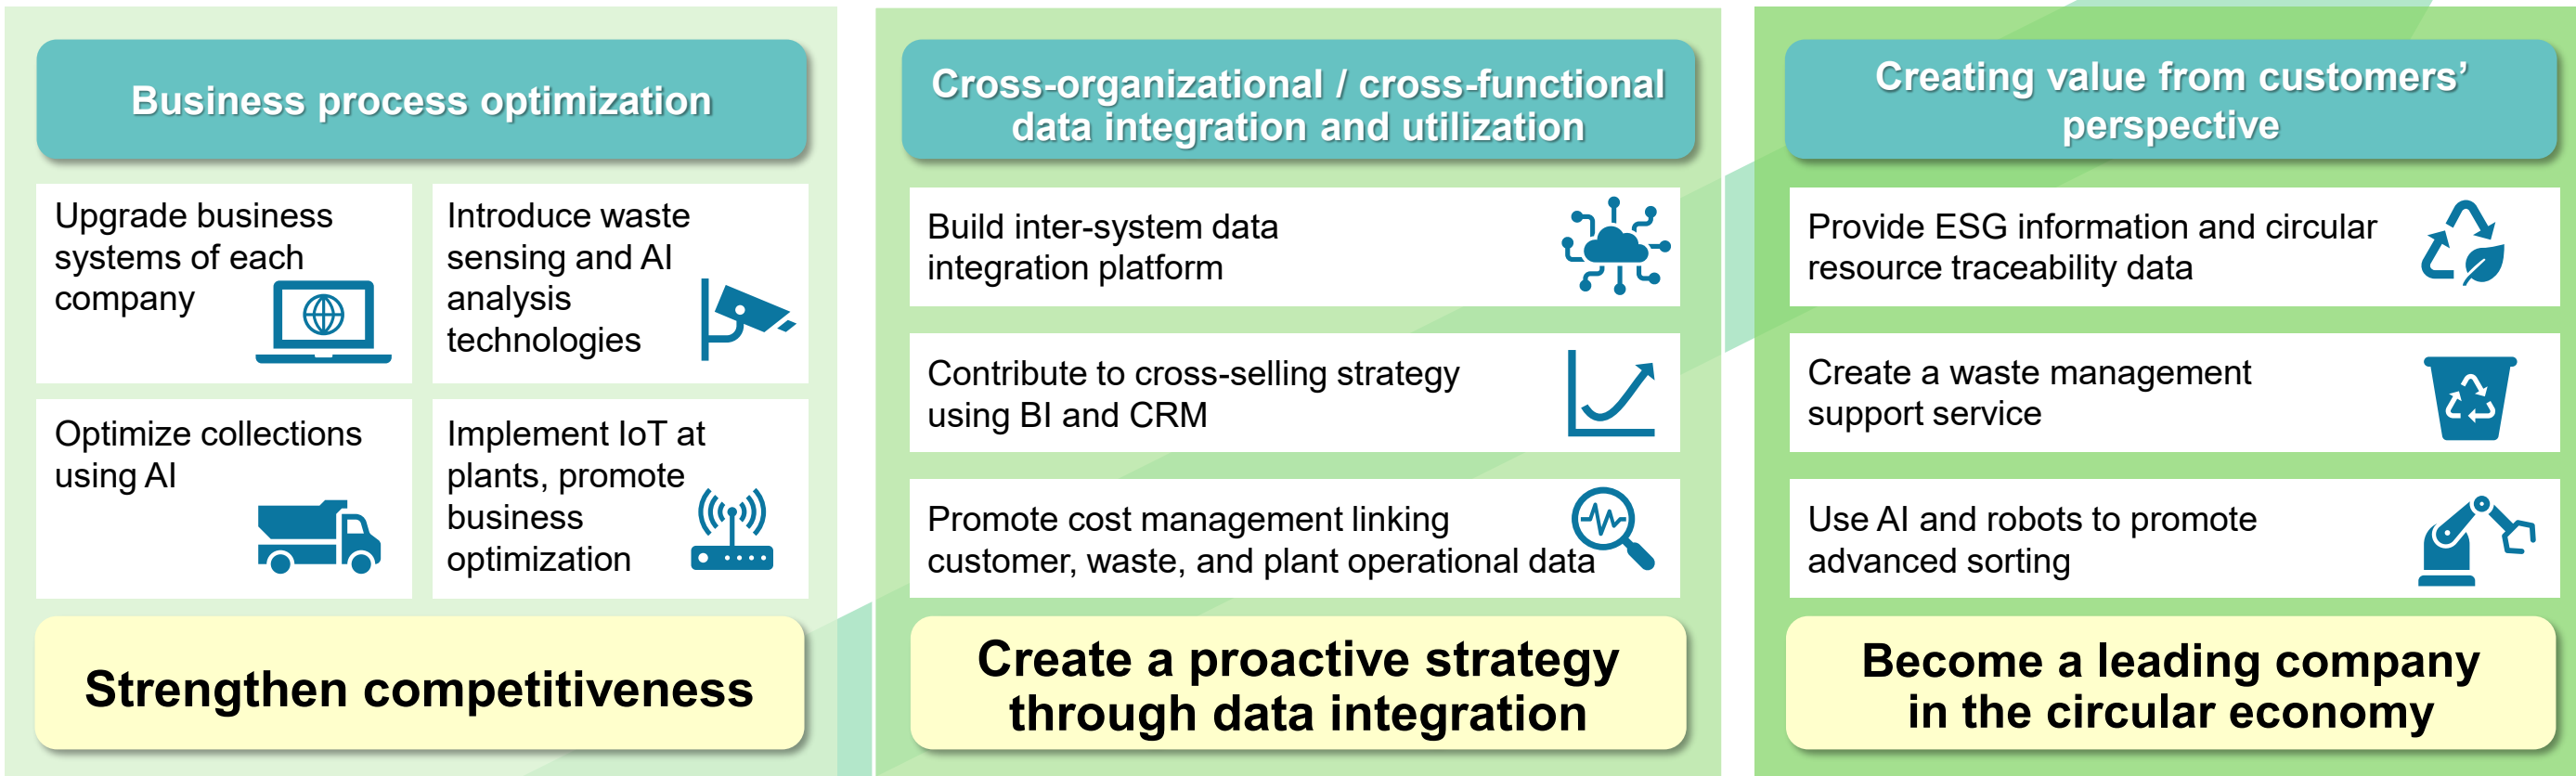 Business process optimization
Upgrade business
systems of each
company
Introduce waste
sensing and AI
analysis
technologies
Optimize collections
using AI
Implement IoT at
plants, promote
business
optimization
Strengthen competitiveness
Cross-organizational / cross-functional
data integration and utilization
Build inter-system data
integration platform
Contribute to cross-selling strategy
using BI and CRM
Promote cost management linking
customer, waste, and plant operational data
Create a proactive strategy
through data integration
Creating value from customers’
perspective
Provide ESG information and circular
resource traceability data
Create a waste management
support service
Use AI and robots to promote
advanced sorting
Become a leading company
in the circular economy